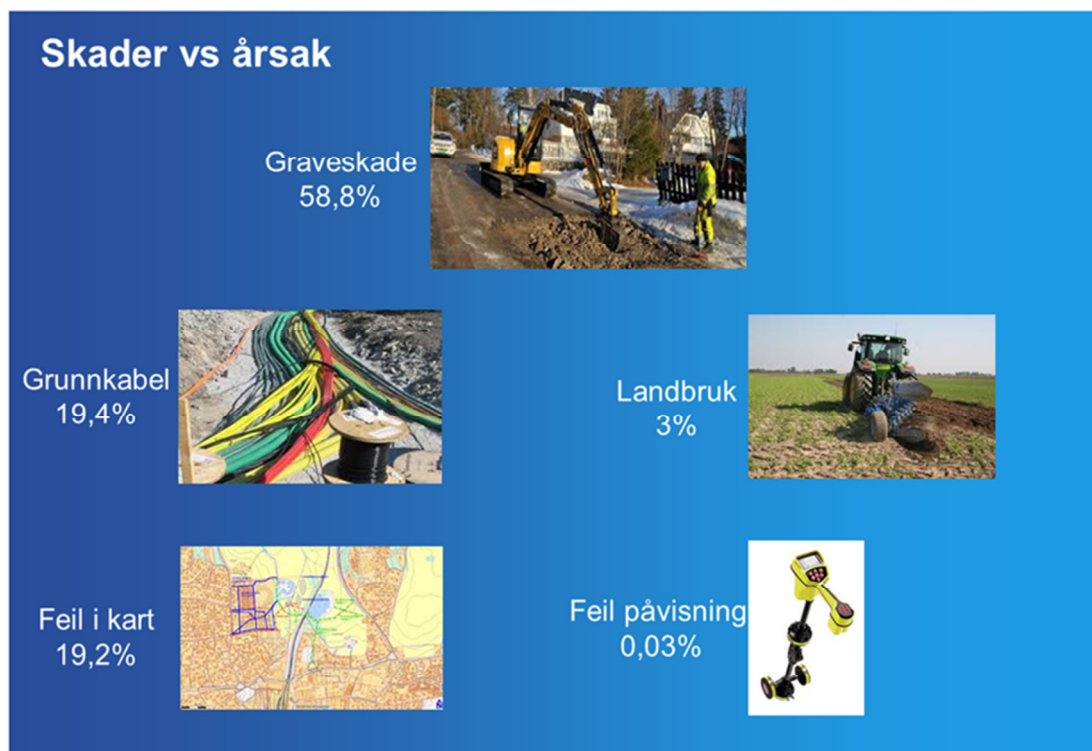 Skader vs årsak
Graveskade
58,8%
Grunnkabel
19,4%
Landbruk
3%
Feil i kart
19,2%
Feil påvisning
0,03%